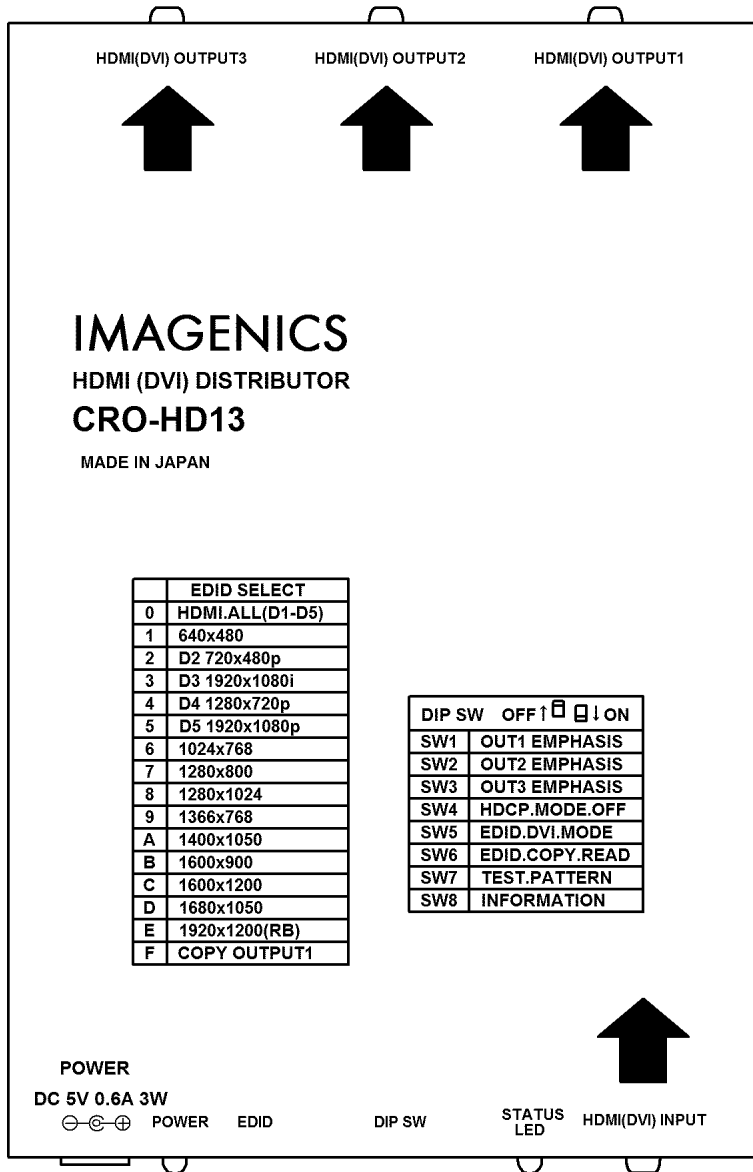 HDMI(DVI) OUTPUT3 HDMI(DVI) OUTPUT2 HDMI(DVI) OUTPUT1
IMAGENICS
HDMI (DVI) DISTRIBUTOR
CRO-HD13
MADE IN JAPAN
EDID SELECT
0 HDMI.ALL(D1-D5)
1 640x480
2 D2 720x480p
3 D3 1920x1080i
4 D4 1280x720p
5 D5 1920x1080p
6 1024x768
7 1280x800
8 1280x1024
9 1366x768
A 1400x1050
B 1600x900
C 1600x1200
D 1680x1050
E 1920x1200(RB)
F COPY OUTPUT1
DIP SW OFF↑ ↓ON
SW1 OUT1 EMPHASIS
SW2 OUT2 EMPHASIS
SW3 OUT3 EMPHASIS
SW4 HDCP.MODE.OFF
SW5 EDID.DVI.MODE
SW6 EDID.COPY.READ
SW7 TEST.PATTERN
SW8 INFORMATION
POWER
DC 5V 0.6A 3W
POWER EDID DIP SW
STATUS
LED
HDMI(DVI) INPUT